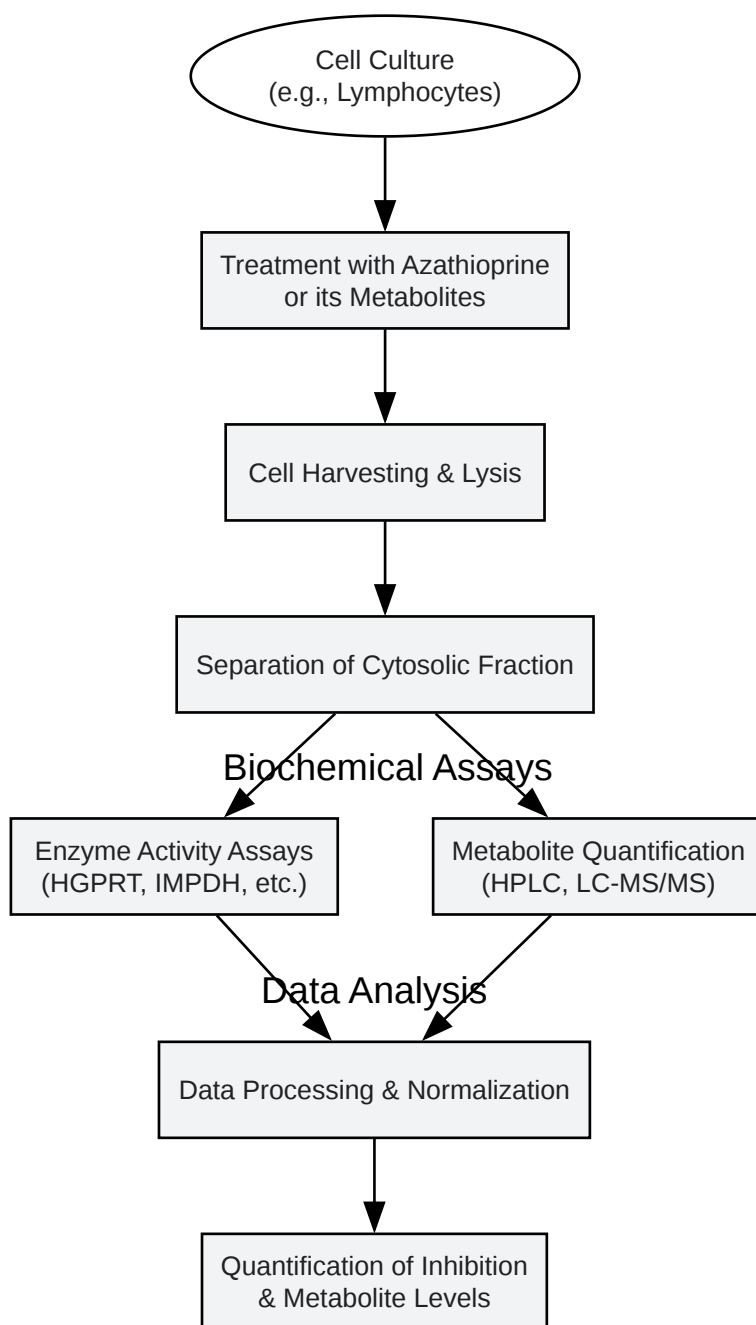 Cell Culture
(e.g., Lymphocytes)
Treatment with Azathioprine
or its Metabolites
Cell Harvesting & Lysis
Separation of Cytosolic Fraction
Biochemical Assays
Enzyme Activity Assays
(HGPRT, IMPDH, etc.)
Metabolite Quantification
(HPLC, LC-MS/MS)
Data Analysis
Data Processing & Normalization
Quantification of Inhibition
& Metabolite Levels